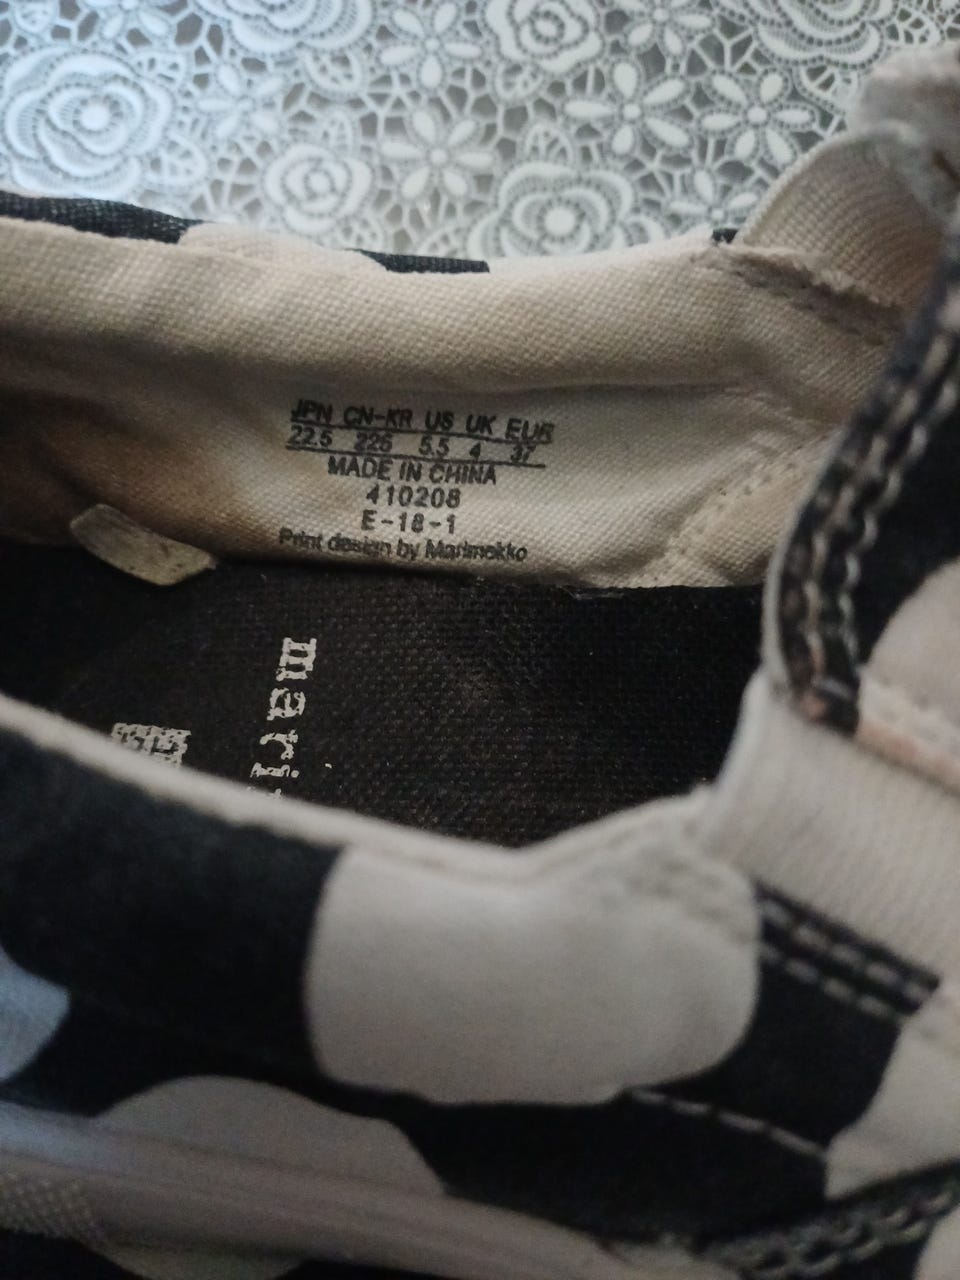 JPN CN-KR US UK EUR
22.5 225 5.5 4 37
MADE IN CHINA
410208
E-18-1
Print design by Marimekko
mari